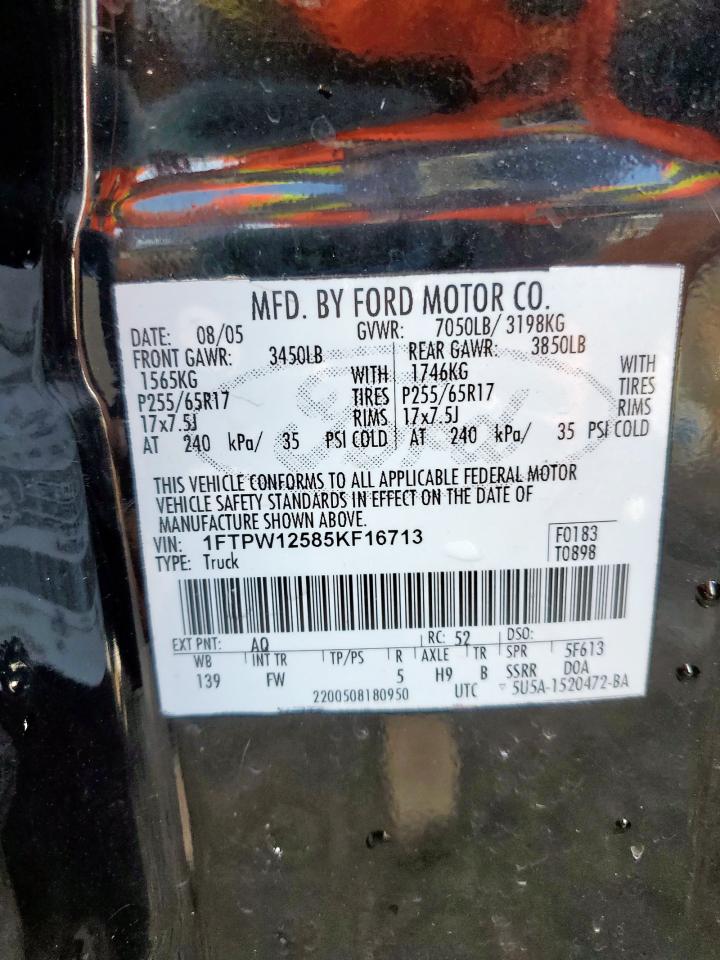 MFD. BY FORD MOTOR CO.
DATE: 08/05 GVWR: 7050LB/ 3198KG
FRONT GAWR: 3450LB REAR GAWR: 3850LB
1565KG WITH 1746KG WITH
P255/65R17 TIRES P255/65R17 TIRES
17x7.5J RIMS 17x7.5J RIMS
AT 240 kPa/ 35 PSI COLD AT 240 kPa/ 35 PSI COLD
THIS VEHICLE CONFORMS TO ALL APPLICABLE FEDERAL MOTOR
VEHICLE SAFETY STANDARDS IN EFFECT ON THE DATE OF
MANUFACTURE SHOWN ABOVE.
VIN: 1FTPW12585KF16713 F0183
TYPE: Truck T0898
EXT PNT: AQ RC: 52 DSO:
WB INT TR TP/PS R AXLE TR SPR 5F613
139 FW 5 H9 B SSRR DOA
2200508180950 UTC 5U5A-1520472-BA